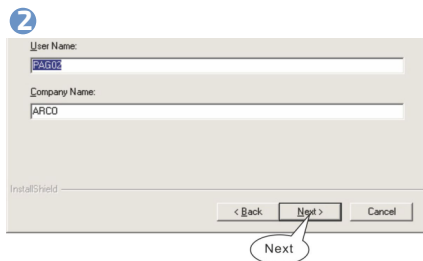 2
User Name:
PAG02
Company Name:
ARCO
InstallShield
< Back Next > Cancel
Next